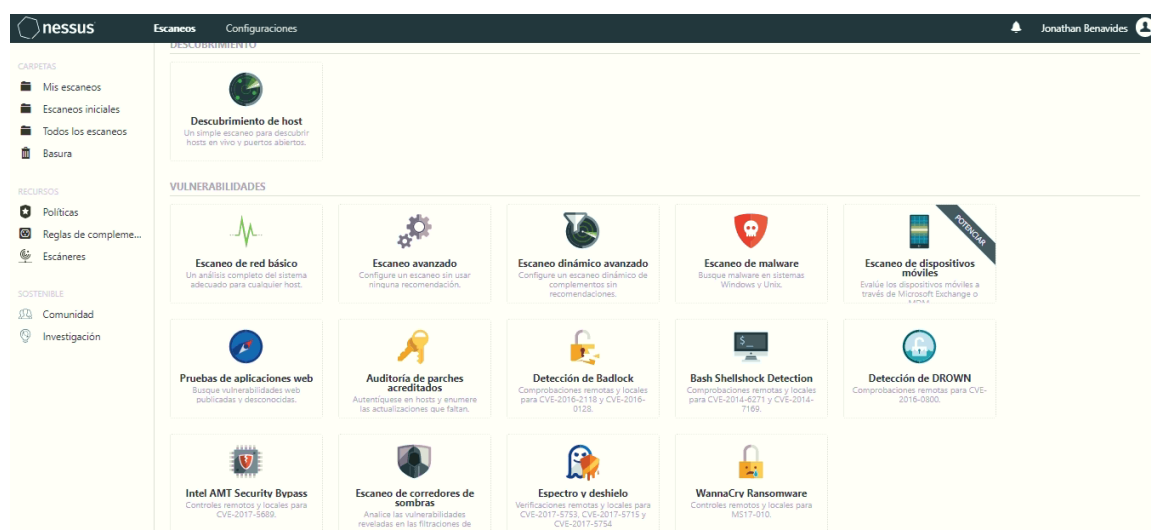 nessus
Escaneos
Configuraciones
Jonathan Benavides
DESCUBRIMIENTO
CARPETAS
Mis escaneos
Escaneos iniciales
Todos los escaneos
Basura
RECURSOS
Políticas
Reglas de compleme...
Escáneres
SOSTENIBLE
Comunidad
Investigación
Descubrimiento de host
Un simple escaneo para descubrir
hosts en vivo y puertos abiertos.
VULNERABILIDADES
Escaneo de red básico
Un análisis completo del sistema
adecuado para cualquier host.
Escaneo avanzado
Configure un escaneo sin usar
ninguna recomendación.
Escaneo dinámico avanzado
Configure un escaneo dinámico de
complementos sin
recomendaciones.
Escaneo de malware
Busque malware en sistemas
Windows y Unix.
POTENCIAR
Escaneo de dispositivos
móviles
Evalúe los dispositivos móviles a
través de Microsoft Exchange o
MDM.
Pruebas de aplicaciones web
Busque vulnerabilidades web
publicadas y desconocidas.
Auditoría de parches
acreditados
Autentíquese en hosts y enumere
las actualizaciones que faltan.
Detección de Badlock
Comprobaciones remotas y locales
para CVE-2016-2118 y CVE-2016-
0128.
$_
Bash Shellshock Detection
Comprobaciones remotas y locales
para CVE-2014-6271 y CVE-2014-
7169.
Detección de DROWN
Comprobaciones remotas para CVE-
2016-0800.
Intel AMT Security Bypass
Controles remotos y locales para
CVE-2017-5689.
Escaneo de corredores de
sombras
Analice las vulnerabilidades
reveladas en las filtraciones de
Espectro y deshielo
Verificaciones remotas y locales para
CVE-2017-5753, CVE-2017-5715 y
CVE-2017-5754
WannaCry Ransomware
Controles remotos y locales para
MS17-010.